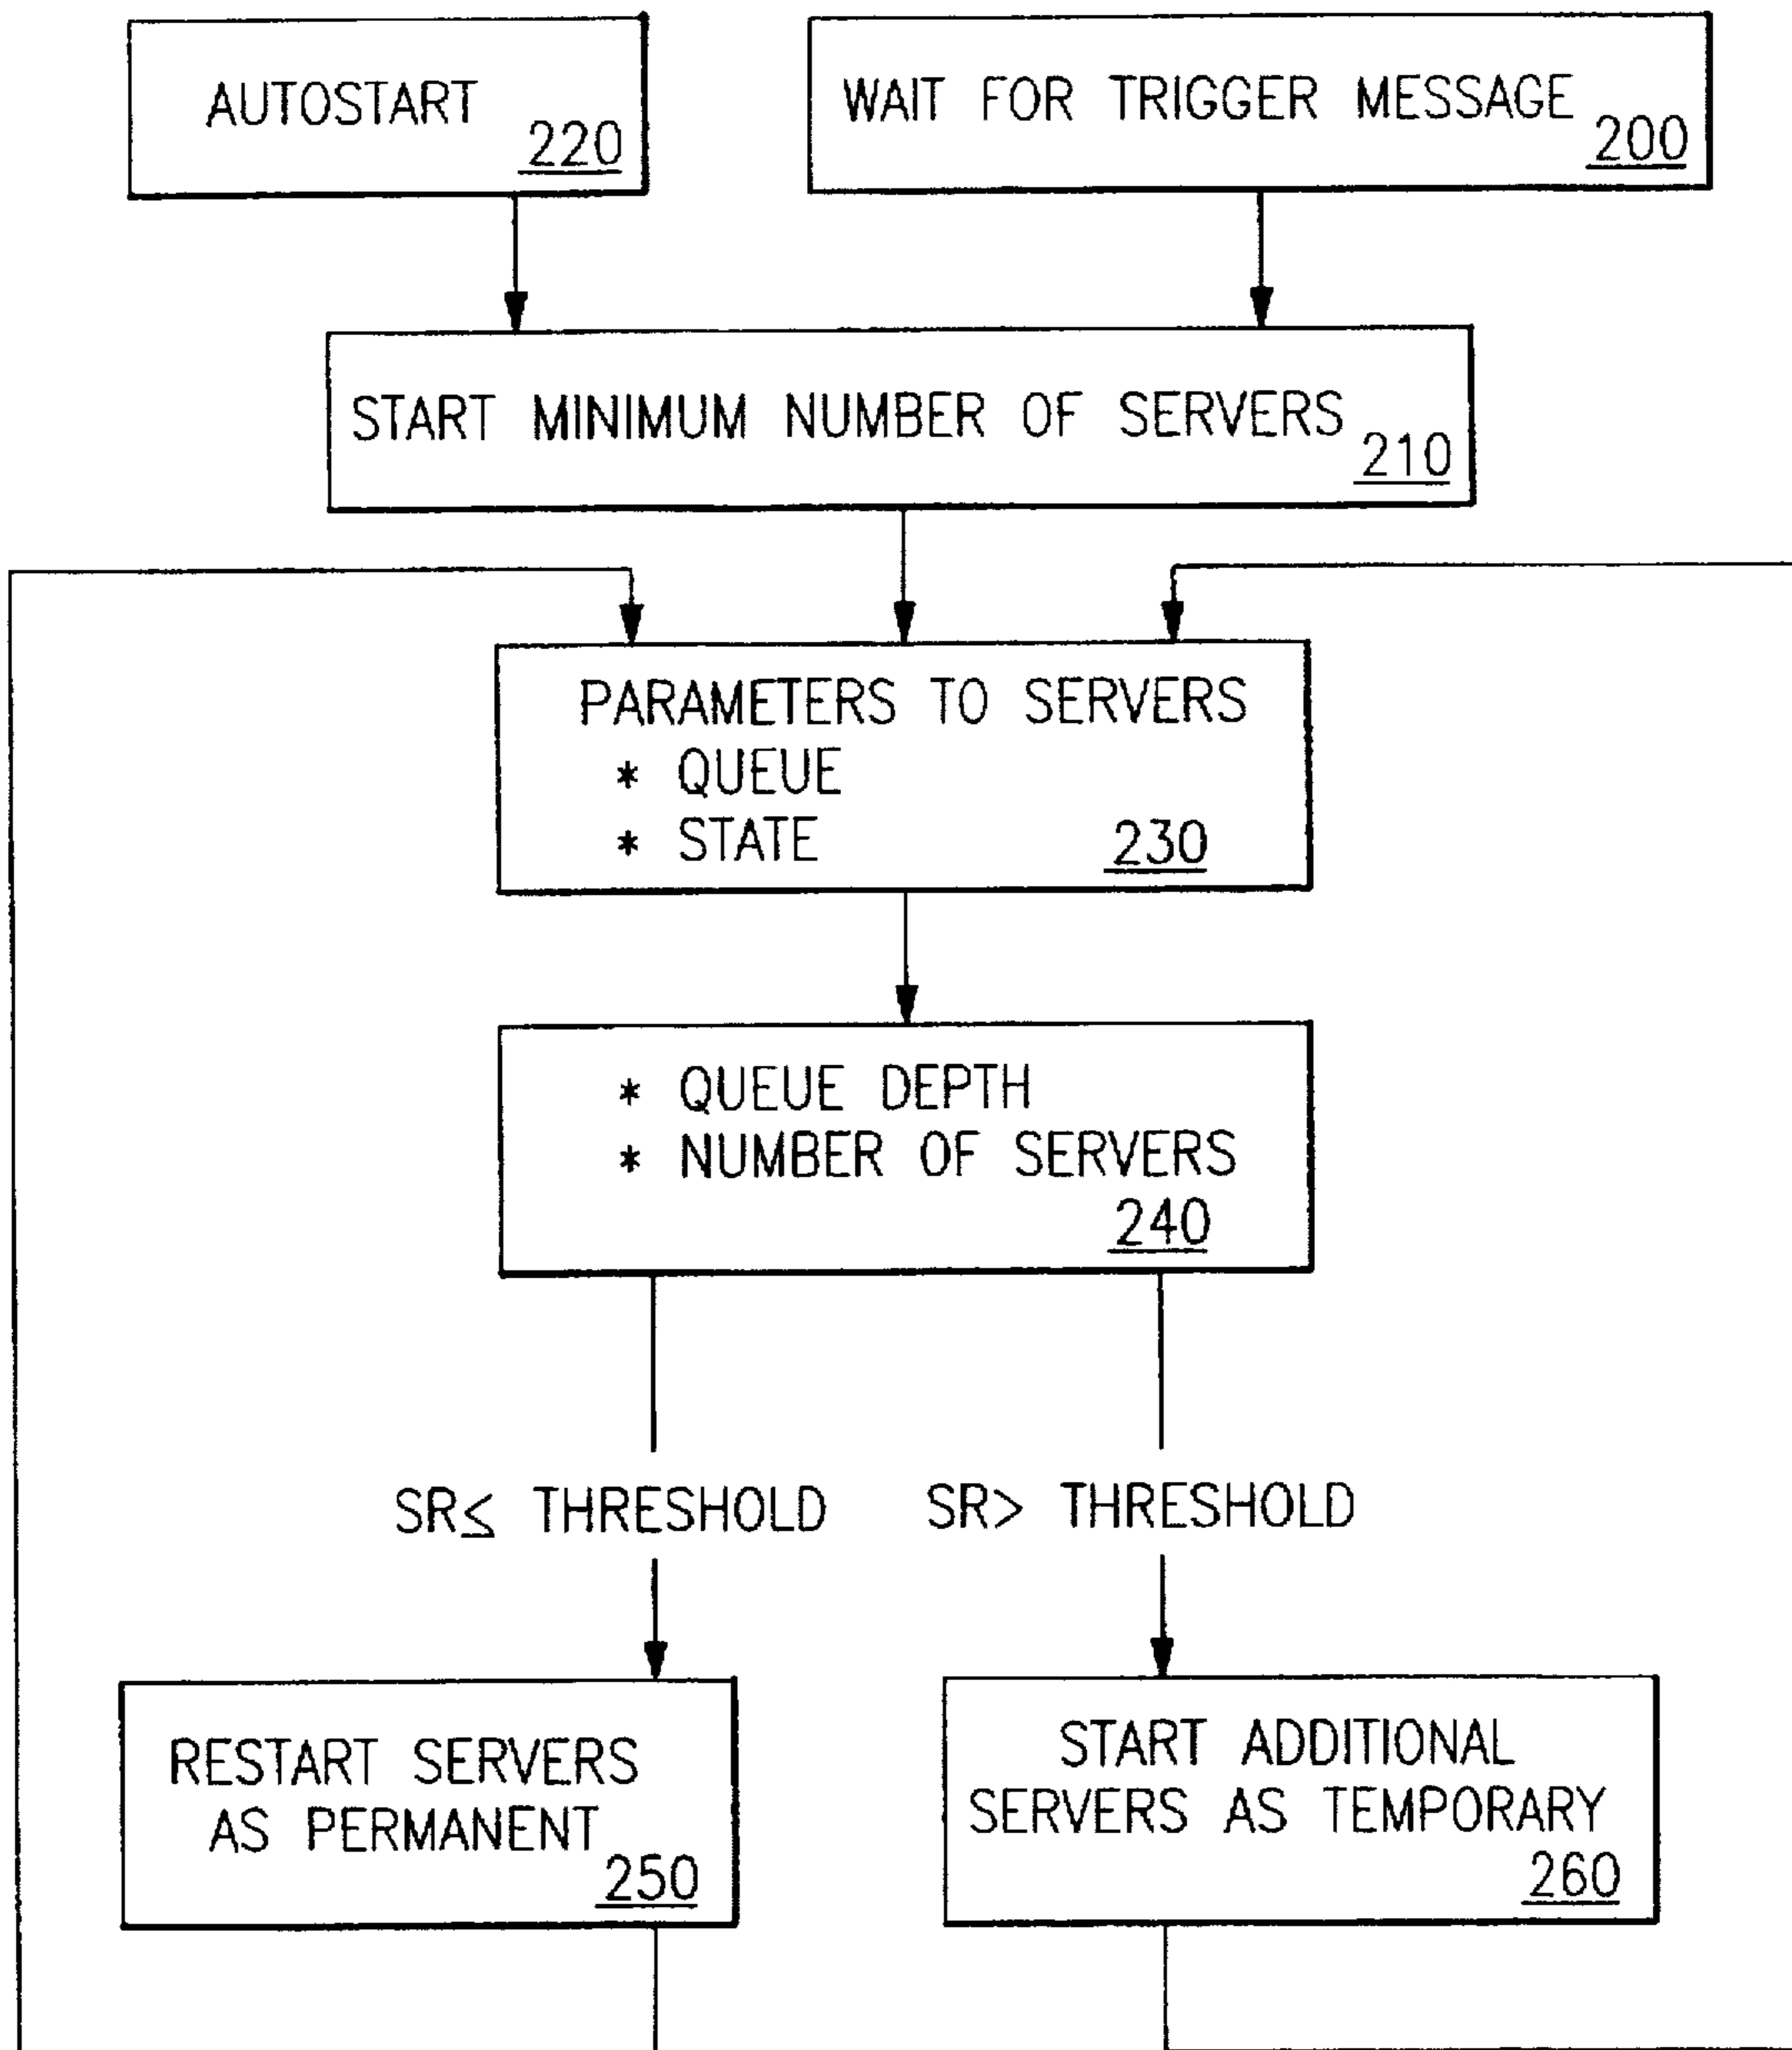 AUTOSTART
220
WAIT FOR TRIGGER MESSAGE
200
START MINIMUM NUMBER OF SERVERS
210
PARAMETERS TO SERVERS
* QUEUE
* STATE
230
* QUEUE DEPTH
* NUMBER OF SERVERS
240
SR≤ THRESHOLD
SR> THRESHOLD
RESTART SERVERS
AS PERMANENT
250
START ADDITIONAL
SERVERS AS TEMPORARY
260